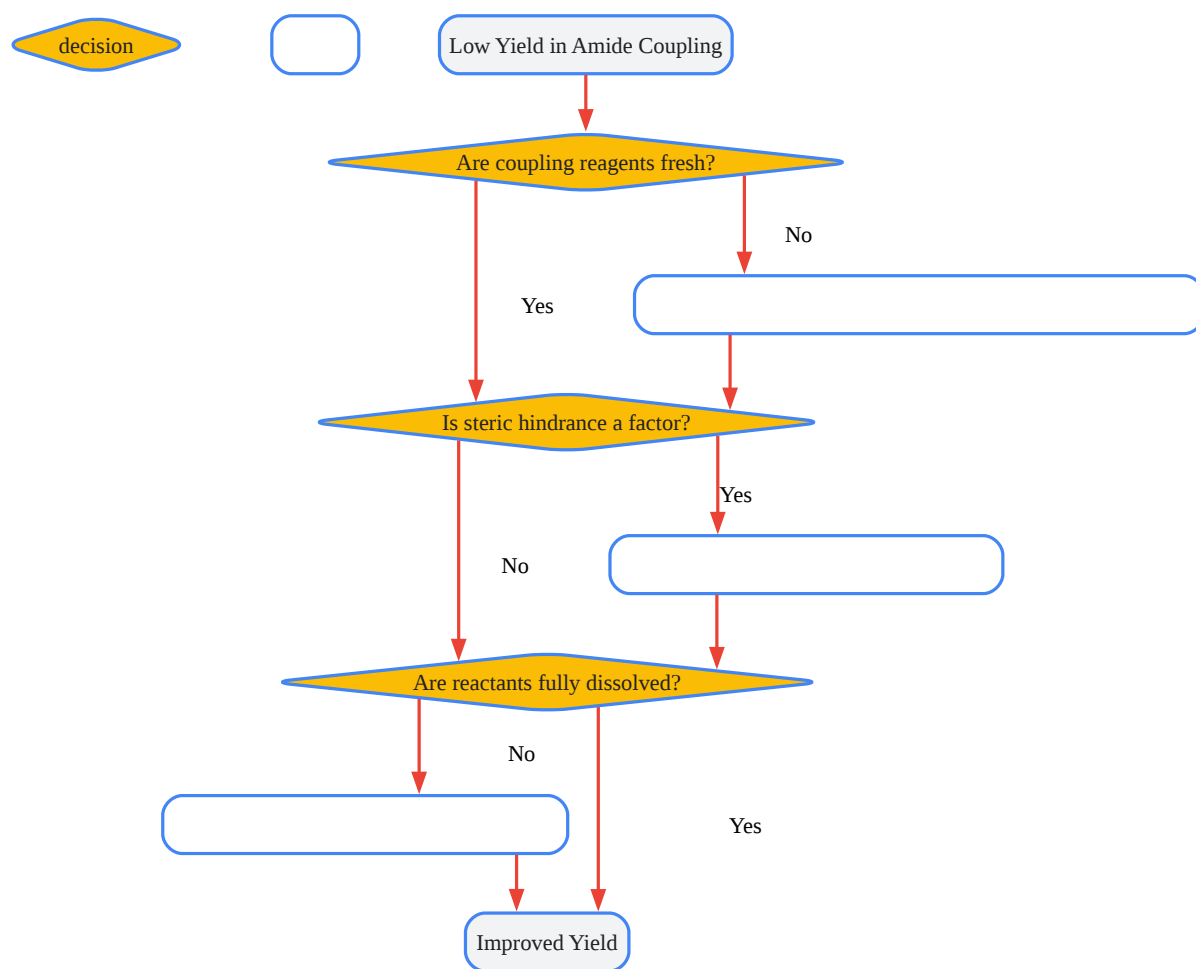 decision
Low Yield in Amide Coupling
Are coupling reagents fresh?
No
Yes
Is steric hindrance a factor?
Yes
No
Are reactants fully dissolved?
No
Yes
Improved Yield